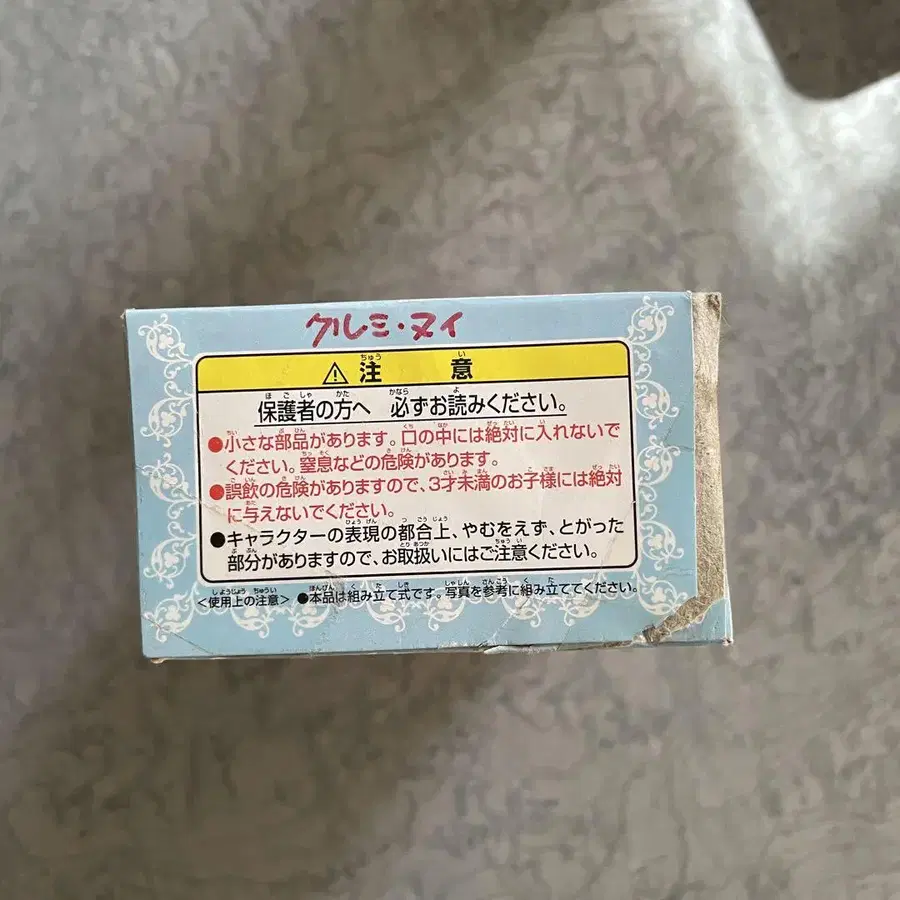 クルミ・ヌイ
⚠注意
保護者の方へ 必ずお読みください。
●小さな部品があります。口の中には絶対に入れないで
ください。窒息などの危険があります。
●誤飲の危険がありますので、3才未満のお子様には絶対
に与えないでください。
●キャラクターの表現の都合上、やむをえず、とがった
部分がありますので、お取扱いにはご注意ください。
<使用上の注意> ●本品は組み立て式です。写真を参考に組み立ててください。